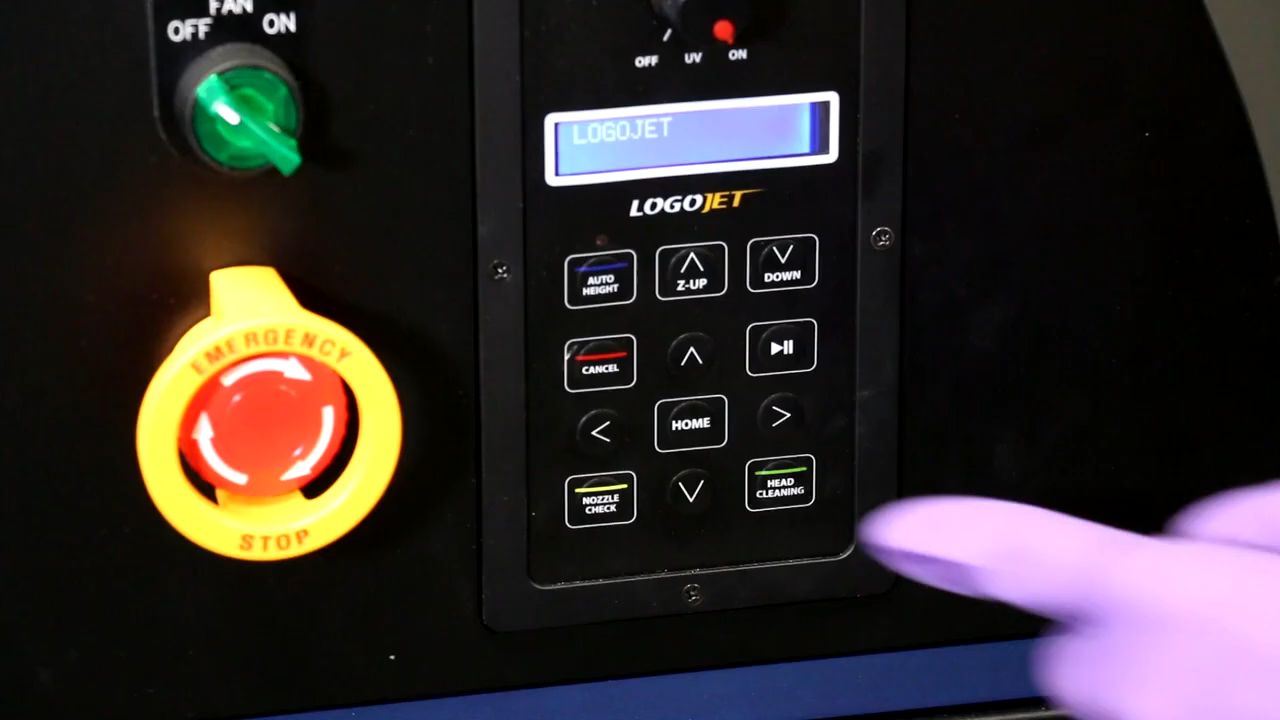 FAN
OFF ON
OFF UV ON
LOGOJET
LOGOJET
AUTO
HEIGHT
Z-UP
DOWN
CANCEL
HOME
NOZZLE
CHECK
HEAD
CLEANING
EMERGENCY
STOP